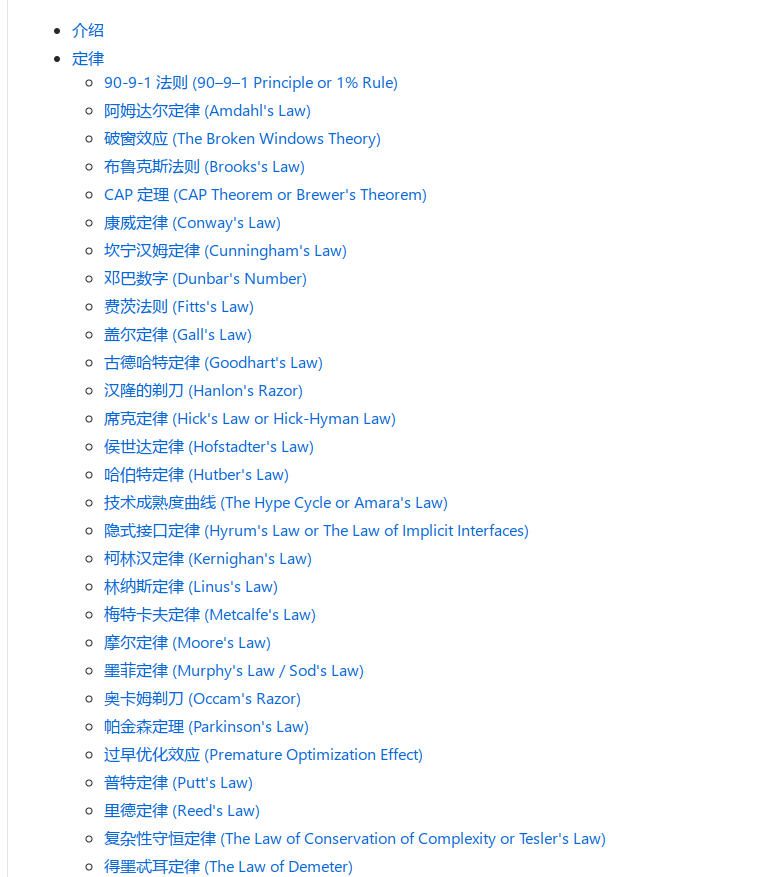 介绍
定律
90-9-1 法则 (90–9–1 Principle or 1% Rule)
阿姆达尔定律 (Amdahl's Law)
破窗效应 (The Broken Windows Theory)
布鲁克斯法则 (Brooks's Law)
CAP 定理 (CAP Theorem or Brewer's Theorem)
康威定律 (Conway's Law)
坎宁汉姆定律 (Cunningham's Law)
邓巴数字 (Dunbar's Number)
费茨法则 (Fitts's Law)
盖尔定律 (Gall's Law)
古德哈特定律 (Goodhart's Law)
汉隆的剃刀 (Hanlon's Razor)
席克定律 (Hick's Law or Hick-Hyman Law)
侯世达定律 (Hofstadter's Law)
哈伯特定律 (Hutber's Law)
技术成熟度曲线 (The Hype Cycle or Amara's Law)
隐式接口定律 (Hyrum's Law or The Law of Implicit Interfaces)
柯林汉定律 (Kernighan's Law)
林纳斯定律 (Linus's Law)
梅特卡夫定律 (Metcalfe's Law)
摩尔定律 (Moore's Law)
墨菲定律 (Murphy's Law / Sod's Law)
奥卡姆剃刀 (Occam's Razor)
帕金森定理 (Parkinson's Law)
过早优化效应 (Premature Optimization Effect)
普特定律 (Putt's Law)
里德定律 (Reed's Law)
复杂性守恒定律 (The Law of Conservation of Complexity or Tesler's Law)
得墨忒耳定律 (The Law of Demeter)